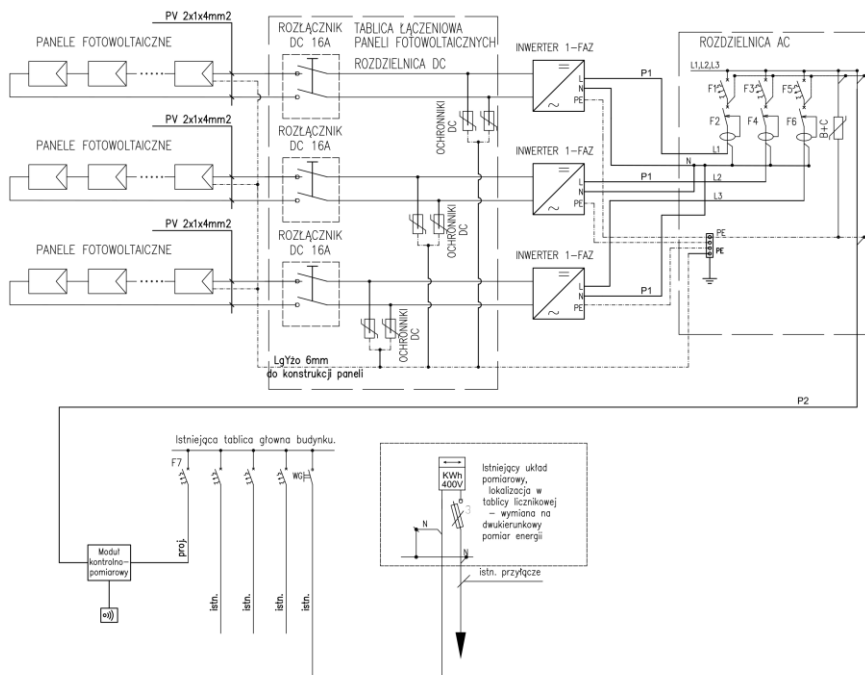 PV 2x1x4mm2
PANELE FOTOWOLTAICZNE
ROZŁĄCZNIK
DC 16A
TABLICA ŁĄCZENIOWA
PANELI FOTOWOLTAICZNYCH
ROZDZIELNICA DC
INWERTER 1-FAZ
L
N
PE
P1
ROZDZIELNICA AC
L1,L2,L3
F1
F3
F5
F2
F4
F6
B+C
L1
N
OCHRONNIKI
DC
PV 2x1x4mm2
PANELE FOTOWOLTAICZNE
ROZŁĄCZNIK
DC 16A
INWERTER 1-FAZ
L
N
PE
P1
L2
L3
OCHRONNIKI
DC
PV 2x1x4mm2
PANELE FOTOWOLTAICZNE
ROZŁĄCZNIK
DC 16A
INWERTER 1-FAZ
L
N
PE
P1
PE
PE
OCHRONNIKI
DC
LgYżo 6mm
do konstrukcji paneli
P2
Istniejąca tablica głowna budynku.
F7
WG
proj.
istn.
istn.
istn.
istn.
Moduł
kontrolno-
pomiarowy
KWh
400V
3
N
N
Istniejący układ
pomiarowy,
lokalizacja w
tablicy licznikowej
– wymiana na
dwukierunkowy
pomiar energii
istn. przyłącze